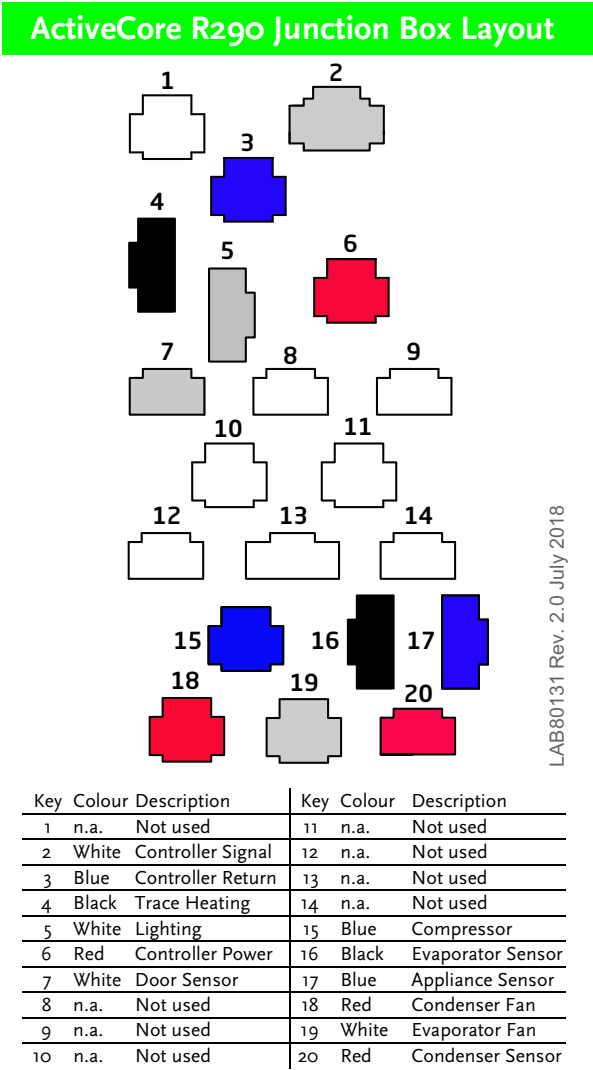 ActiveCore R290 Junction Box Layout
1
2
3
4
5
6
7
8
9
10
11
12
13
14
15
16
17
18
19
20
LAB80131 Rev. 2.0 July 2018
Key Colour Description Key Colour Description
1 n.a. Not used 11 n.a. Not used
2 White Controller Signal 12 n.a. Not used
3 Blue Controller Return 13 n.a. Not used
4 Black Trace Heating 14 n.a. Not used
5 White Lighting 15 Blue Compressor
6 Red Controller Power 16 Black Evaporator Sensor
7 White Door Sensor 17 Blue Appliance Sensor
8 n.a. Not used 18 Red Condenser Fan
9 n.a. Not used 19 White Evaporator Fan
10 n.a. Not used 20 Red Condenser Sensor